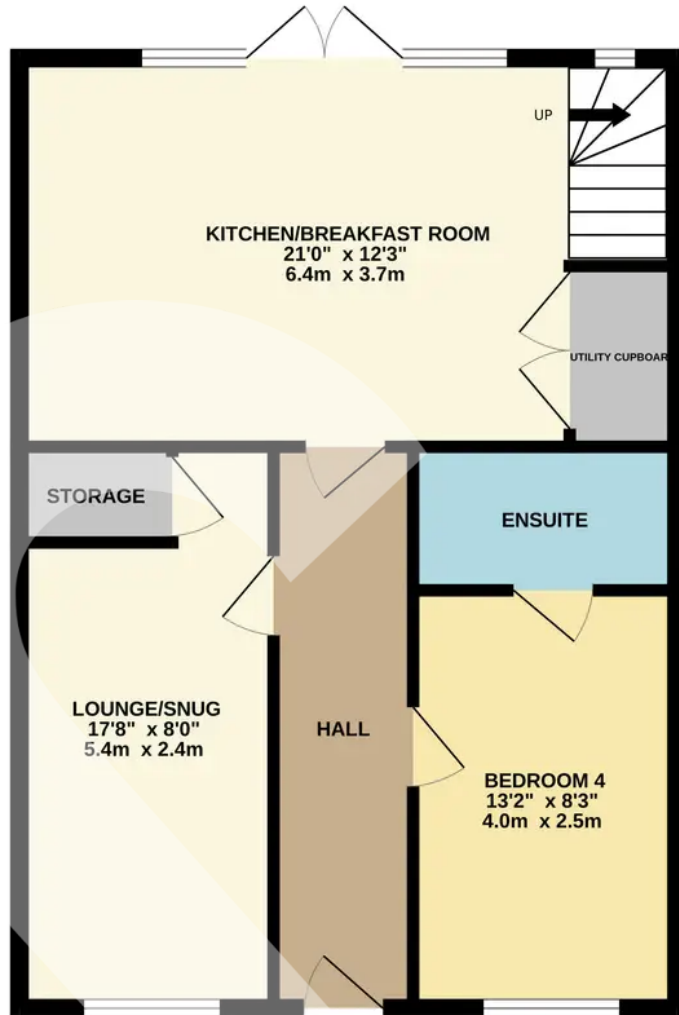 UP
KITCHEN/BREAKFAST ROOM
21'0" x 12'3"
6.4m x 3.7m
UTILITY CUPBOAR
STORAGE
ENSUITE
LOUNGE/SNUG
17'8" x 8'0"
5.4m x 2.4m
HALL
BEDROOM 4
13'2" x 8'3"
4.0m x 2.5m